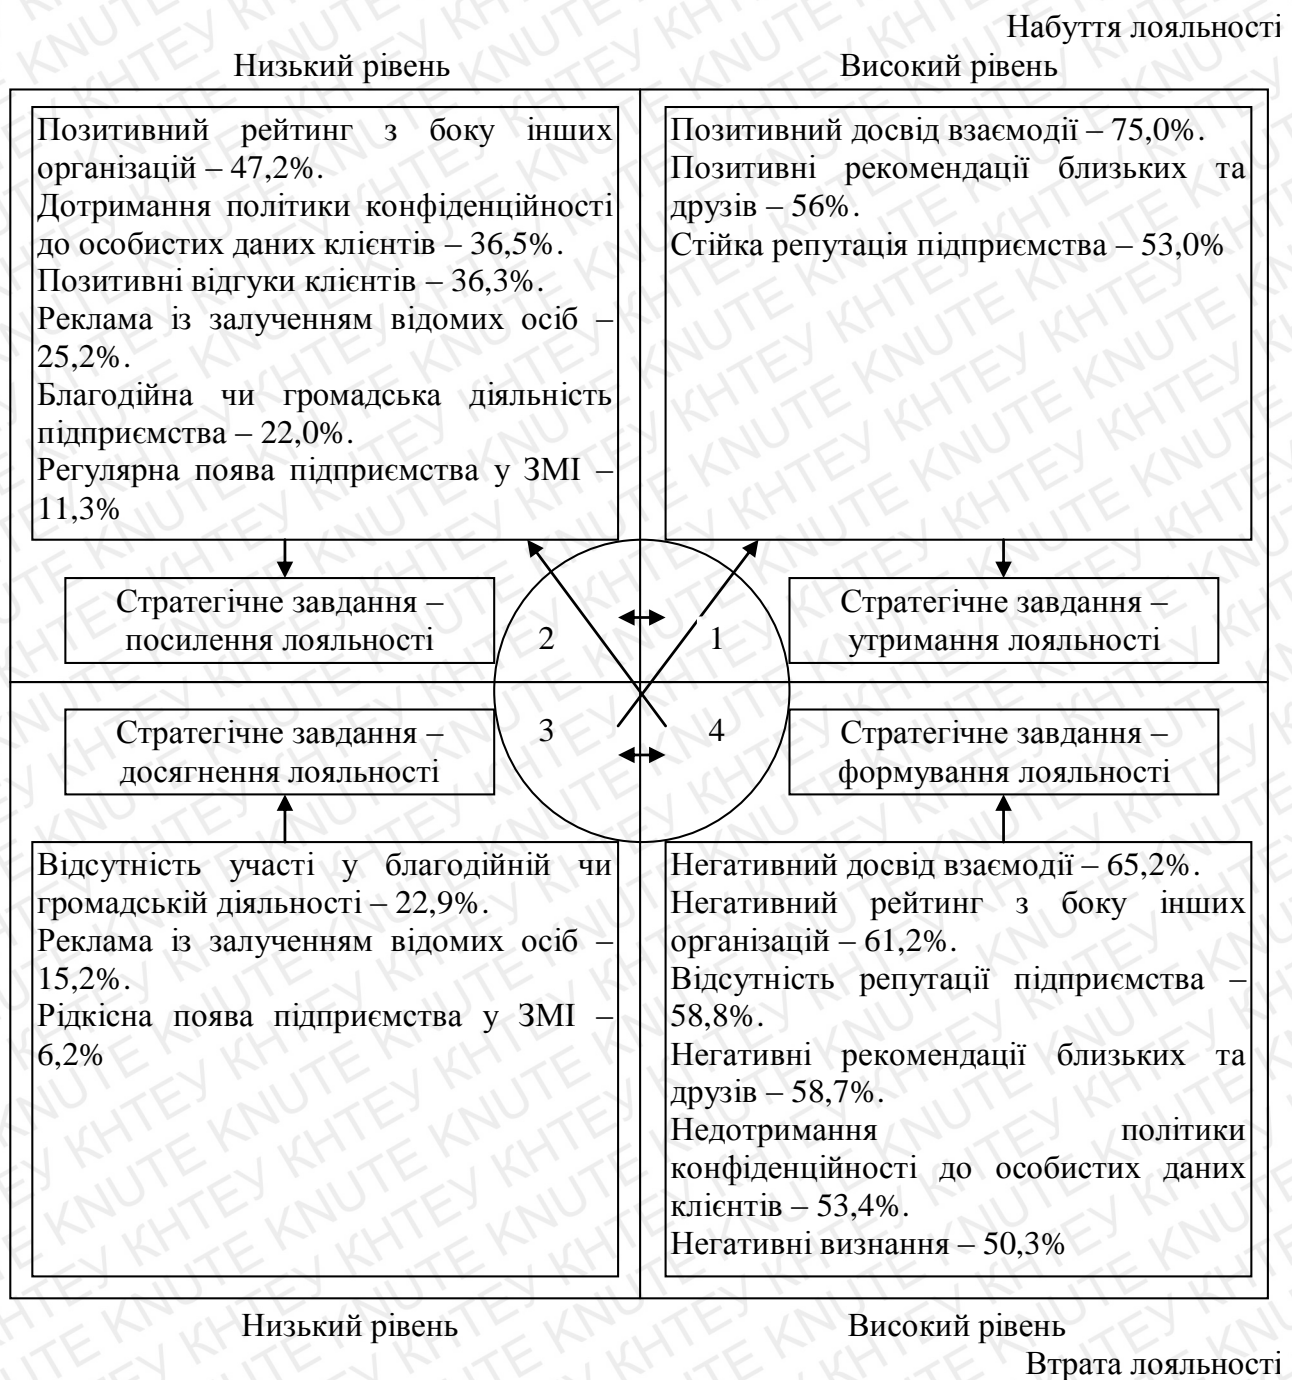 Набуття лояльності
Низький рівень
Високий рівень
Позитивний рейтинг з боку інших
організацій – 47,2%.
Дотримання політики конфіденційності
до особистих даних клієнтів – 36,5%.
Позитивні відгуки клієнтів – 36,3%.
Реклама із залученням відомих осіб –
25,2%.
Благодійна чи громадська діяльність
підприємства – 22,0%.
Регулярна поява підприємства у ЗМІ –
11,3%
Позитивний досвід взаємодії – 75,0%.
Позитивні рекомендації близьких та
друзів – 56%.
Стійка репутація підприємства – 53,0%
Стратегічне завдання –
посилення лояльності
2
1
Стратегічне завдання –
утримання лояльності
Стратегічне завдання –
досягнення лояльності
3
4
Стратегічне завдання –
формування лояльності
Відсутність участі у благодійній чи
громадській діяльності – 22,9%.
Реклама із залученням відомих осіб –
15,2%.
Рідкісна поява підприємства у ЗМІ –
6,2%
Негативний досвід взаємодії – 65,2%.
Негативний рейтинг з боку інших
організацій – 61,2%.
Відсутність репутації підприємства –
58,8%.
Негативні рекомендації близьких та
друзів – 58,7%.
Недотримання політики
конфіденційності до особистих даних
клієнтів – 53,4%.
Негативні визнання – 50,3%
Низький рівень
Високий рівень
Втрата лояльності